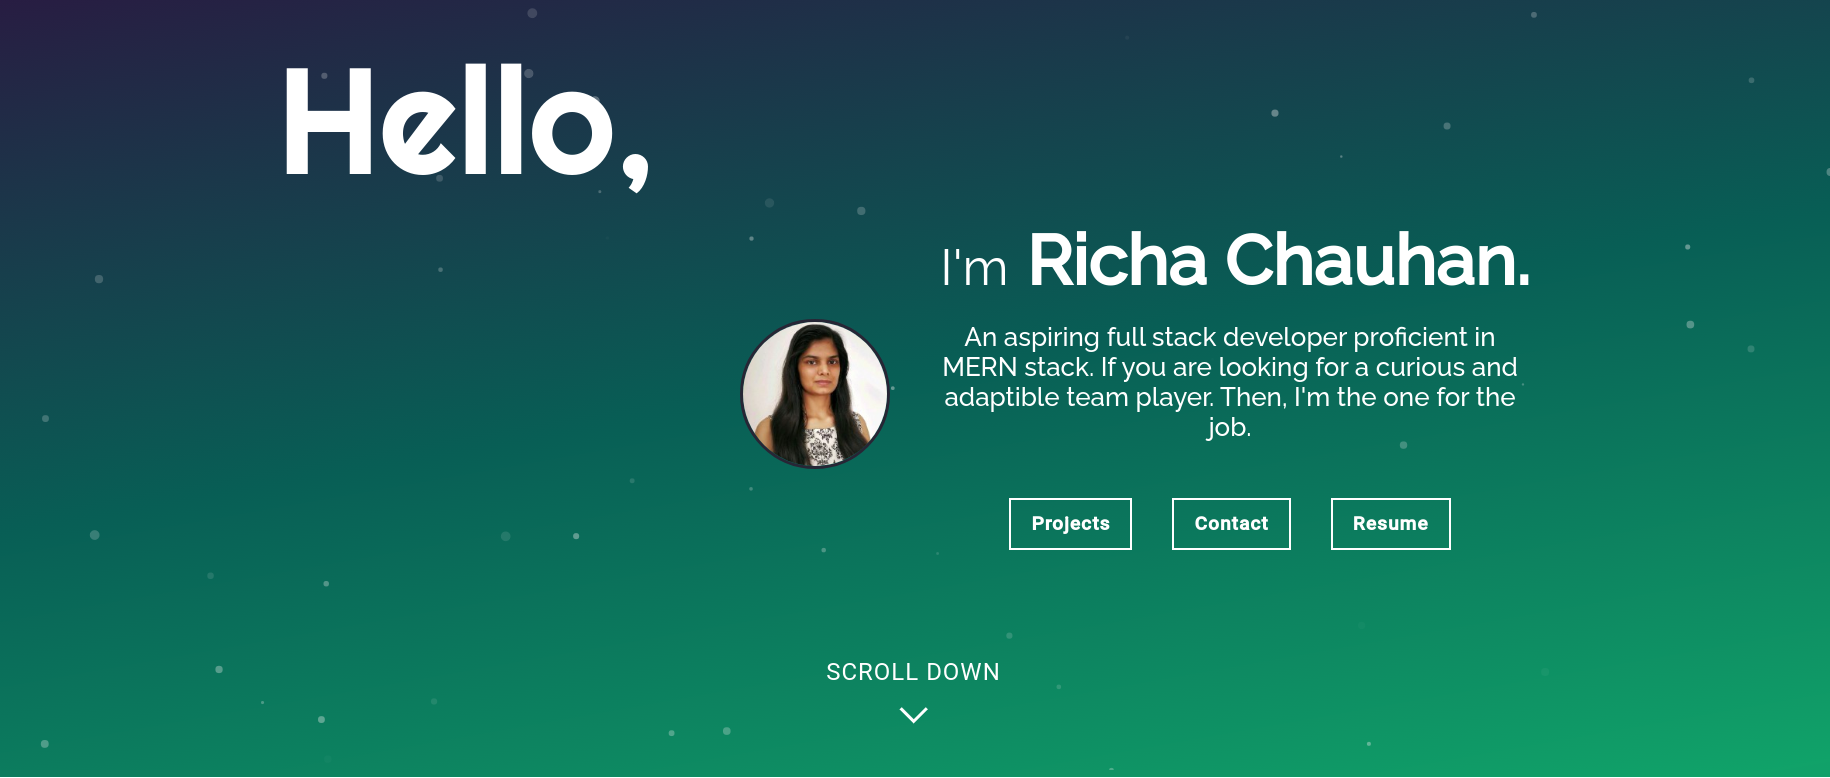 Hello,
I'm Richa Chauhan.
An aspiring full stack developer proficient in
MERN stack. If you are looking for a curious and
adaptible team player. Then, I'm the one for the
job.
Projects Contact Resume
SCROLL DOWN